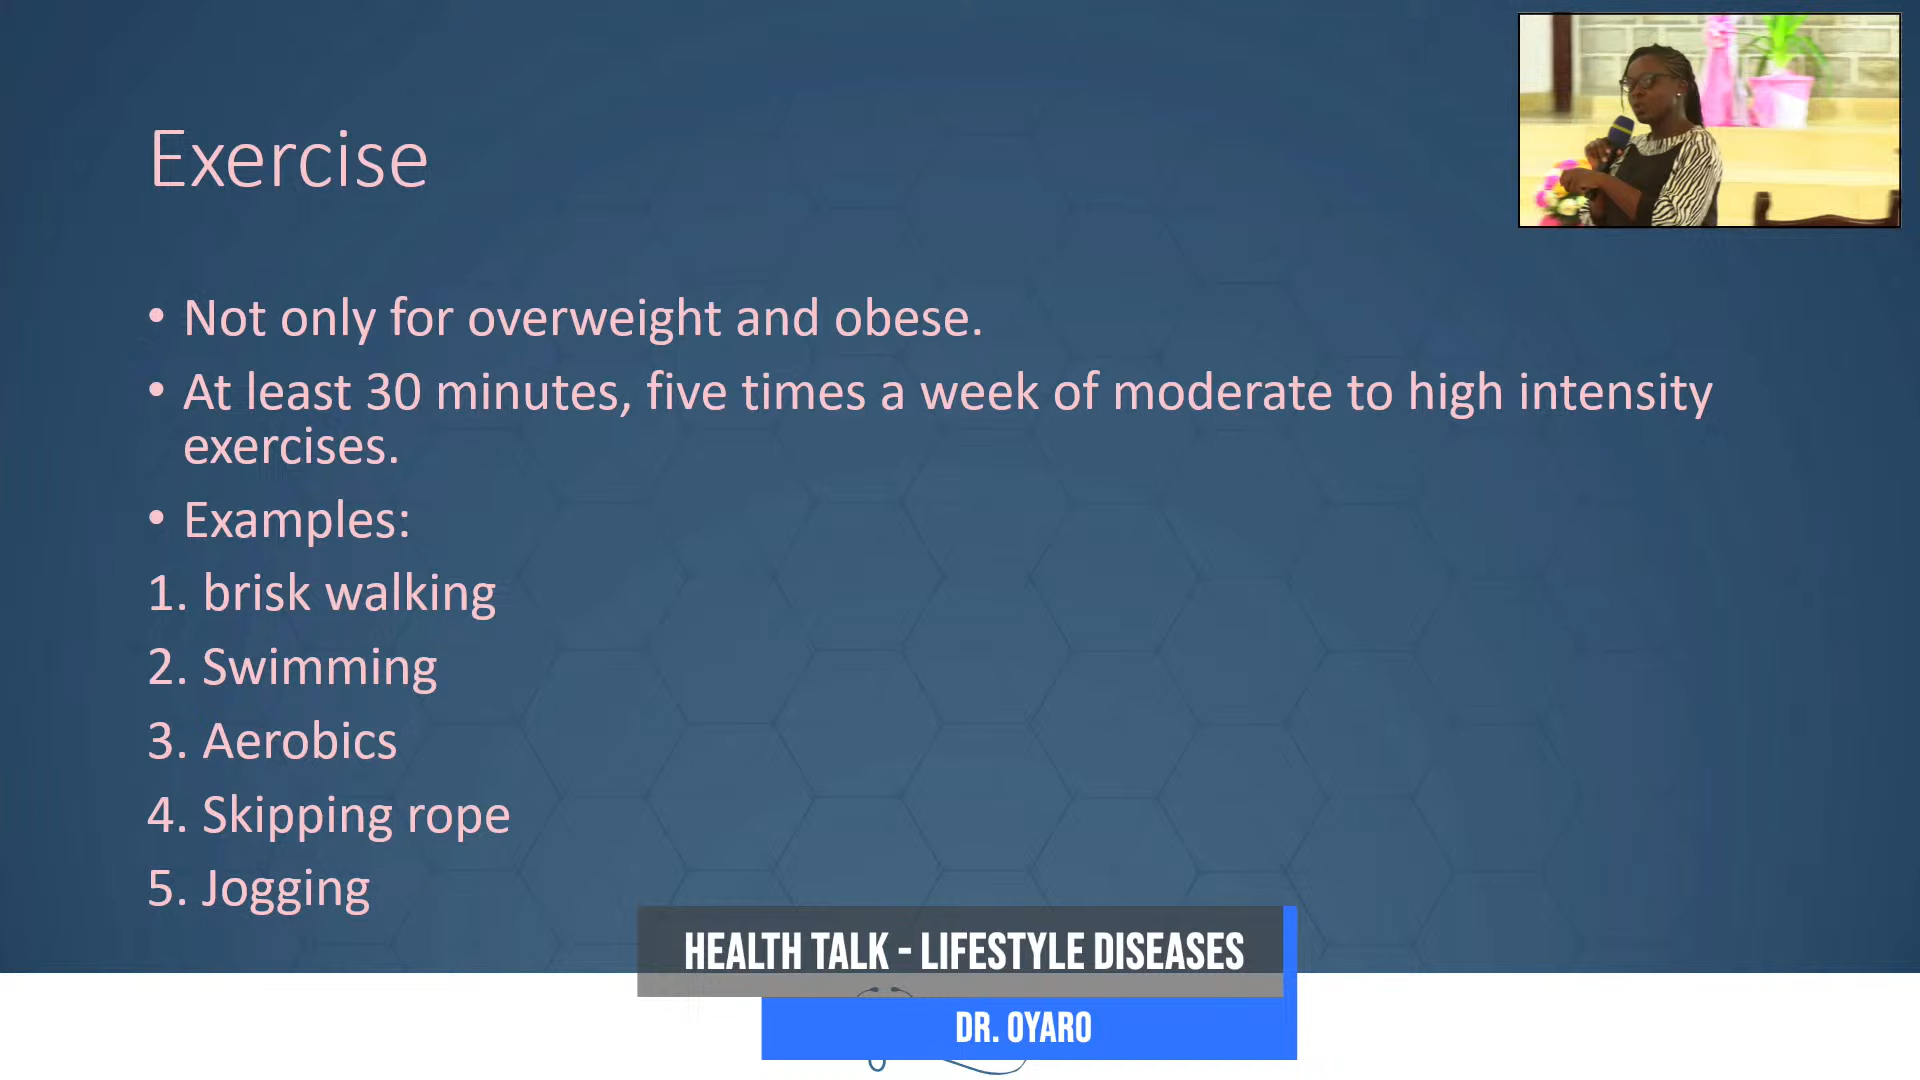 Exercise
• Not only for overweight and obese.
• At least 30 minutes, five times a week of moderate to high intensity
exercises.
• Examples:
1. brisk walking
2. Swimming
3. Aerobics
4. Skipping rope
5. Jogging
HEALTH TALK - LIFESTYLE DISEASES
DR. OYARO